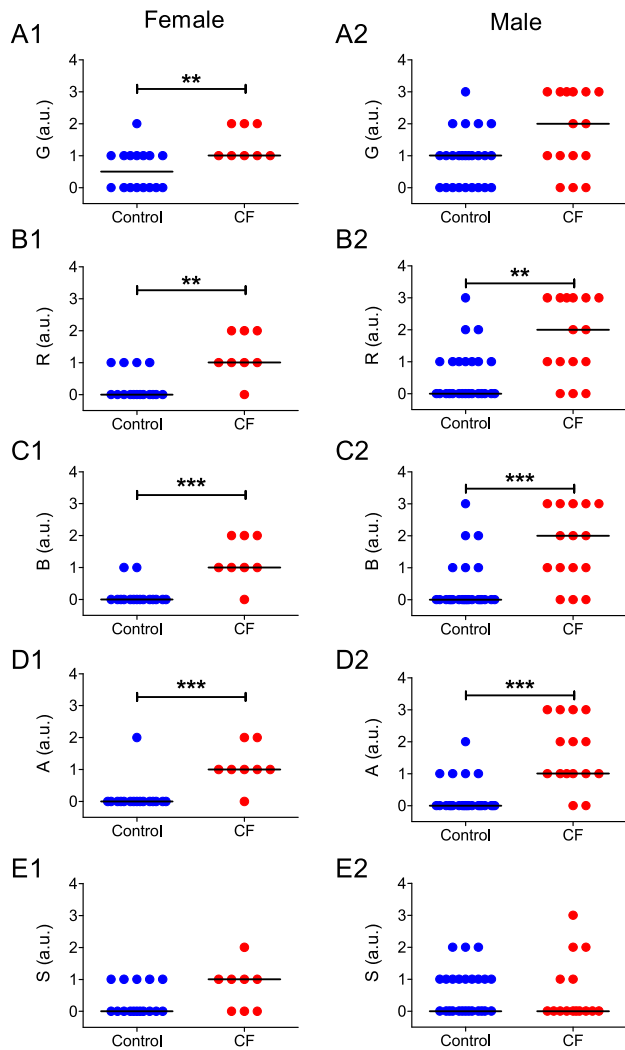 Female
Male
A1
A2
G (a.u.)
4
3
2
1
0
**
Control
CF
G (a.u.)
4
3
2
1
0
Control
CF
B1
B2
R (a.u.)
4
3
2
1
0
**
Control
CF
R (a.u.)
4
3
2
1
0
**
Control
CF
C1
C2
B (a.u.)
4
3
2
1
0
***
Control
CF
B (a.u.)
4
3
2
1
0
***
Control
CF
D1
D2
A (a.u.)
4
3
2
1
0
***
Control
CF
A (a.u.)
4
3
2
1
0
***
Control
CF
E1
E2
S (a.u.)
4
3
2
1
0
Control
CF
S (a.u.)
4
3
2
1
0
Control
CF